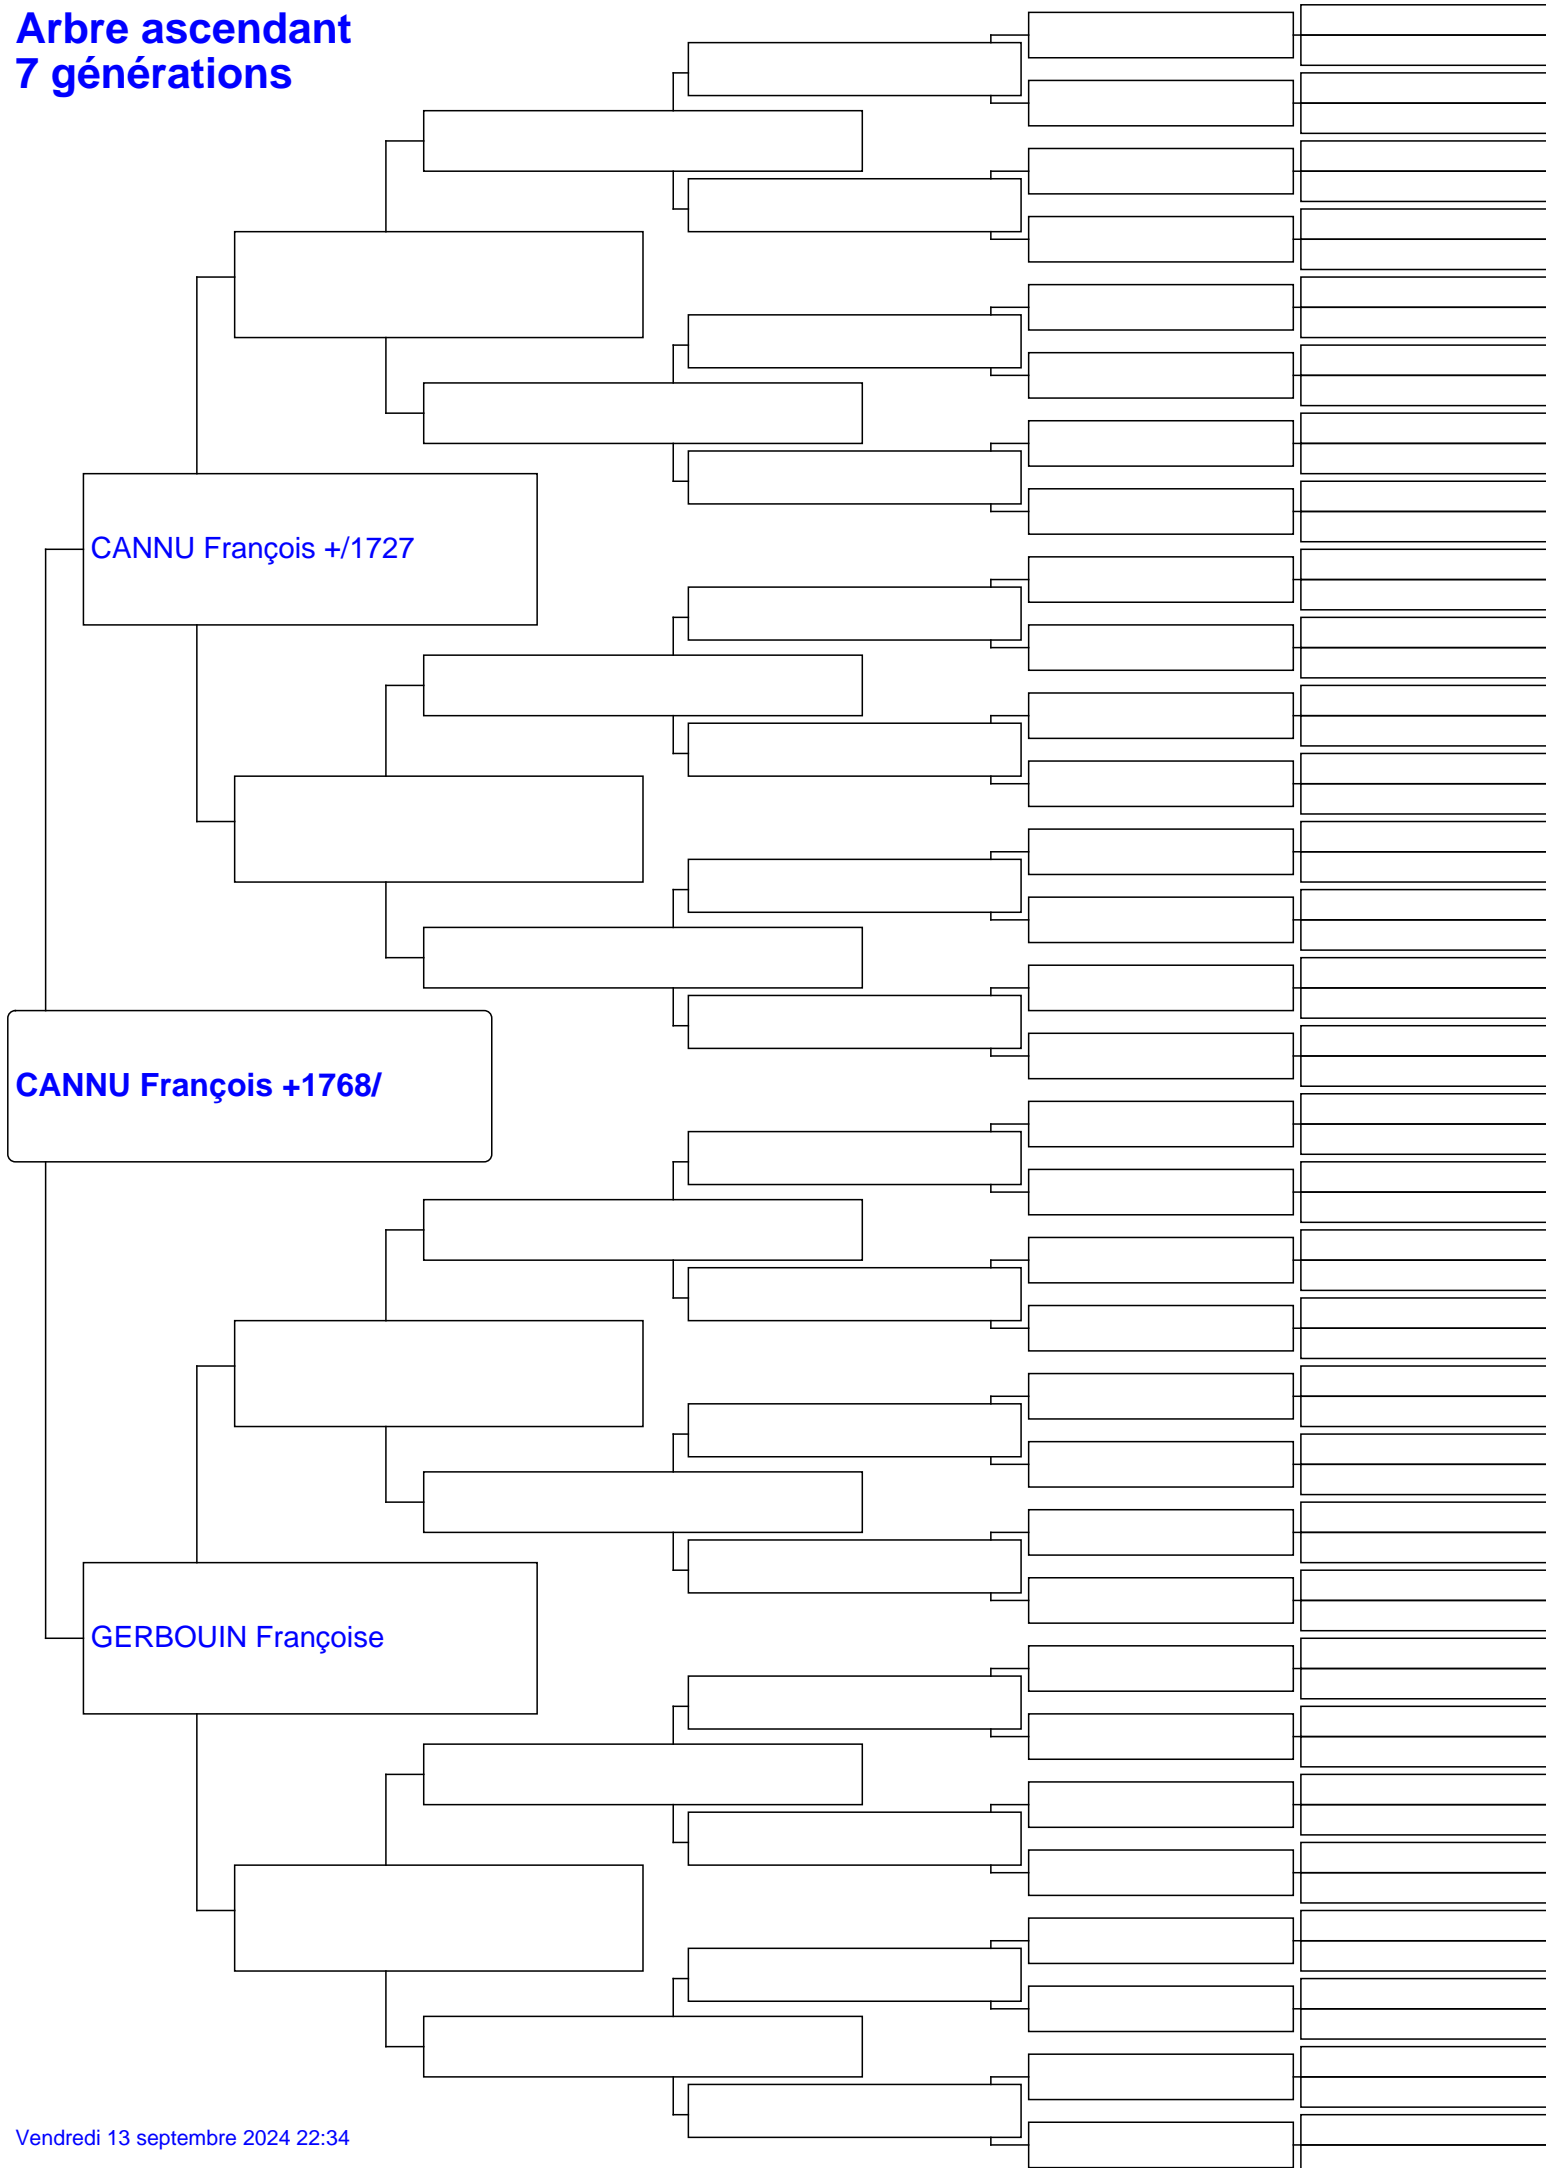 Arbre ascendant
7 générations
CANNU François +/1727
CANNU François +1768/
GERBOUIN Françoise
Vendredi 13 septembre 2024 22:34